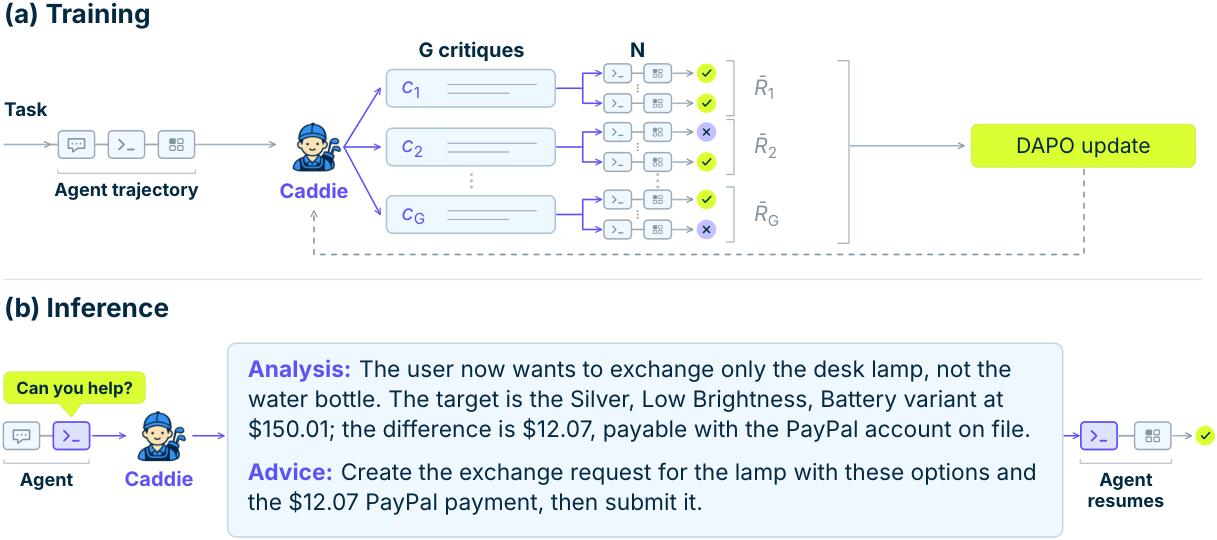 (a) Training
G critiques
N
Task
Agent trajectory
Caddie
c1
c2
cG
R̄1
R̄2
R̄G
DAPO update
(b) Inference
Can you help?
Agent
Caddie
Analysis: The user now wants to exchange only the desk lamp, not the
water bottle. The target is the Silver, Low Brightness, Battery variant at
$150.01; the difference is $12.07, payable with the PayPal account on file.
Advice: Create the exchange request for the lamp with these options and
the $12.07 PayPal payment, then submit it.
Agent
resumes